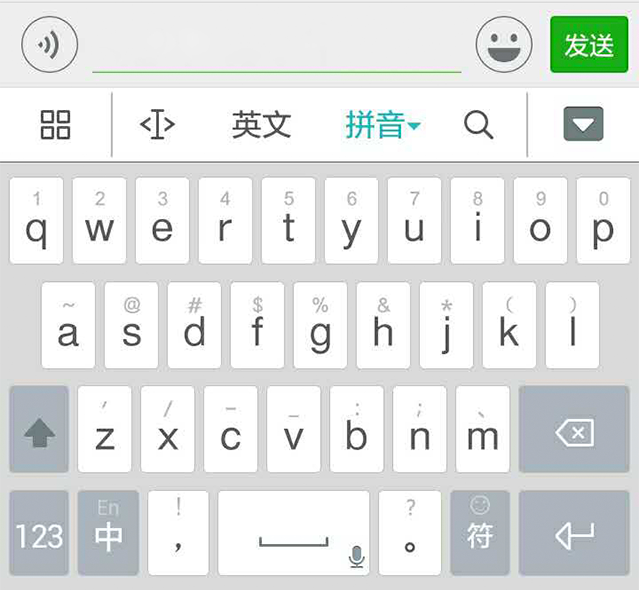 发送
英文 拼音
1 2 3 4 5 6 7 8 9 0
q w e r t y u i o p
~ @ # $ % & * ( )
a s d f g h j k l
' / - _ : ; 、
z x c v b n m
En ! ?
123 中 , 。 符